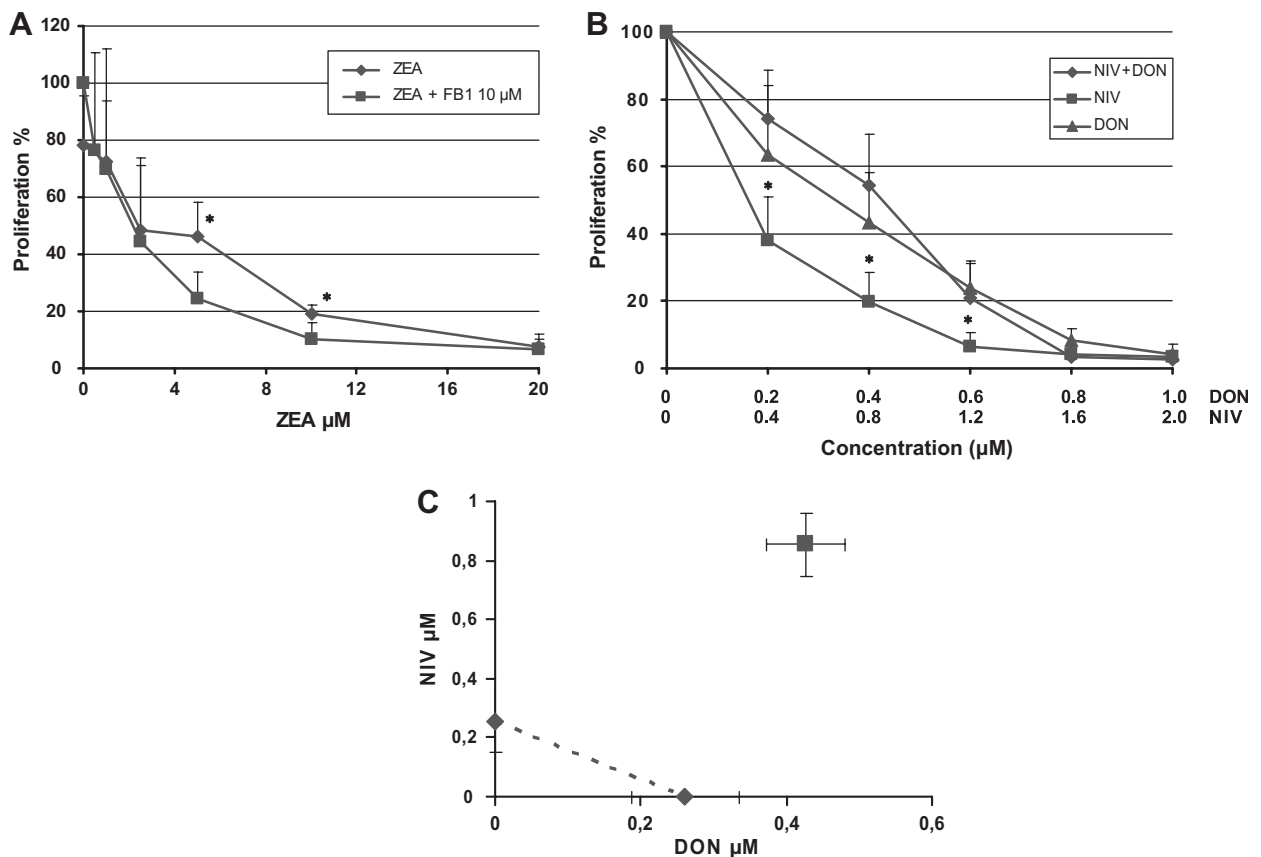 A
Proliferation %
120
100
80
60
40
20
0
ZEA
ZEA + FB1 10 µM
*
*
0 4 8 12 16 20
ZEA µM
B
Proliferation %
100
80
60
40
20
0
NIV+DON
NIV
DON
*
*
*
0 0.2 0.4 0.6 0.8 1.0 DON
0 0.4 0.8 1.2 1.6 2.0 NIV
Concentration (µM)
C
NIV µM
1
0,8
0,6
0,4
0,2
0
0 0,2 0,4 0,6
DON µM